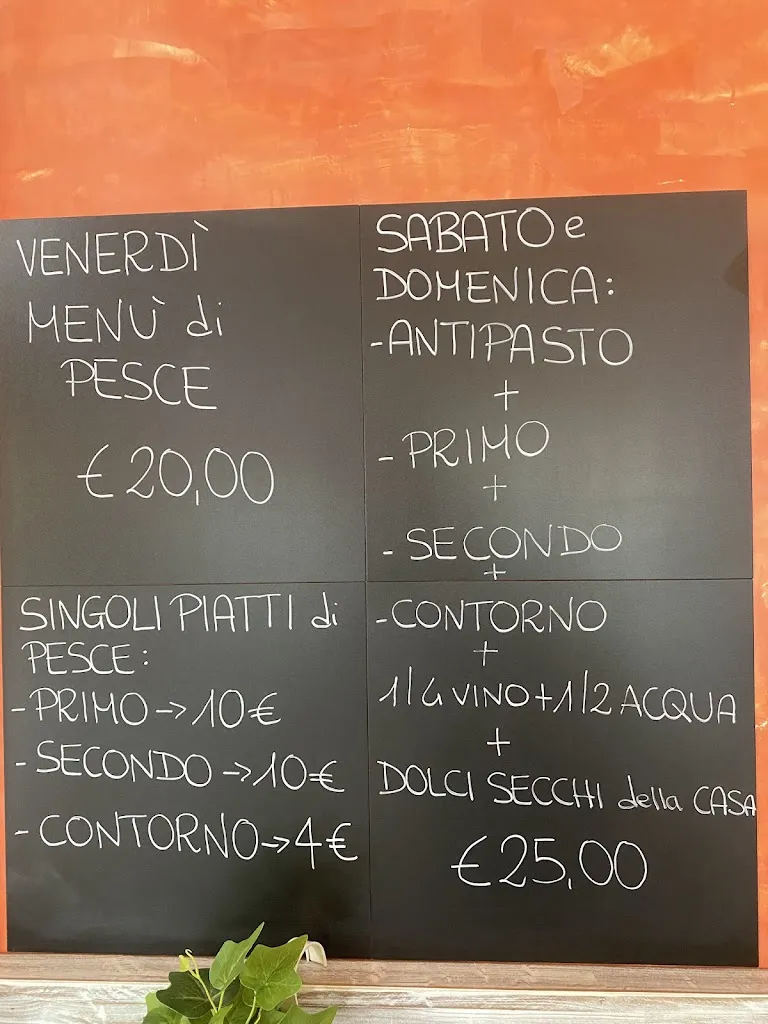 VENERDÌ
MENÙ di
PESCE
€20,00
SINGOLI PIATTI di
PESCE:
-PRIMO->10€
-SECONDO->10€
-CONTORNO->4€
SABATO e
DOMENICA:
-ANTIPASTO
+
-PRIMO
+
-SECONDO
+
-CONTORNO
+
1/4 VINO+1/2 ACQUA
+
DOLCI SECCHI della CASA
€25,00